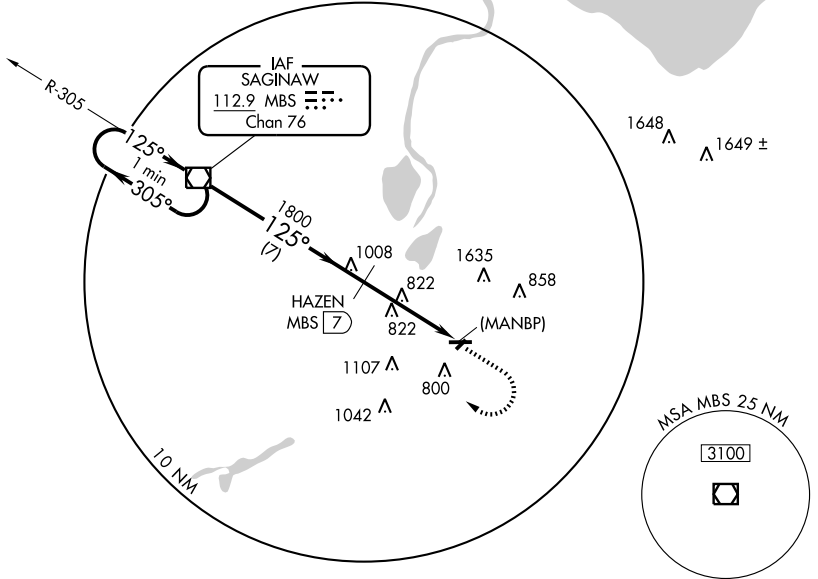 R-305
IAF
SAGINAW
112.9 MBS
Chan 76
125°
1 min
305°
1800
125°
(7)
1648
1649 ±
1008
1635
822
858
HAZEN
MBS 7
822
(MANBP)
1107
800
1042
10 NM
MSA MBS 25 NM
3100